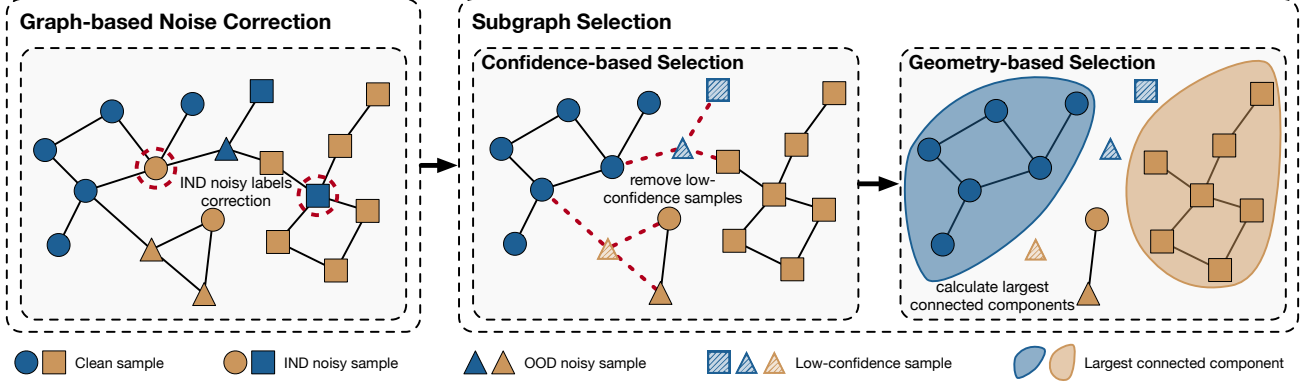 Graph-based Noise Correction
Subgraph Selection
Confidence-based Selection
Geometry-based Selection
IND noisy labels
correction
remove low-
confidence samples
calculate largest
connected components
Clean sample
IND noisy sample
OOD noisy sample
Low-confidence sample
Largest connected component